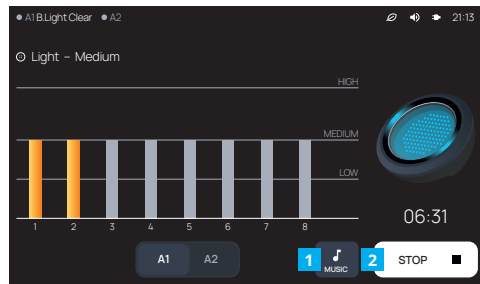 A1 B.Light Clear A2 21:13
Light – Medium
HIGH
MEDIUM
LOW
1 2 3 4 5 6 7 8
06:31
A1 A2 1 MUSIC 2 STOP